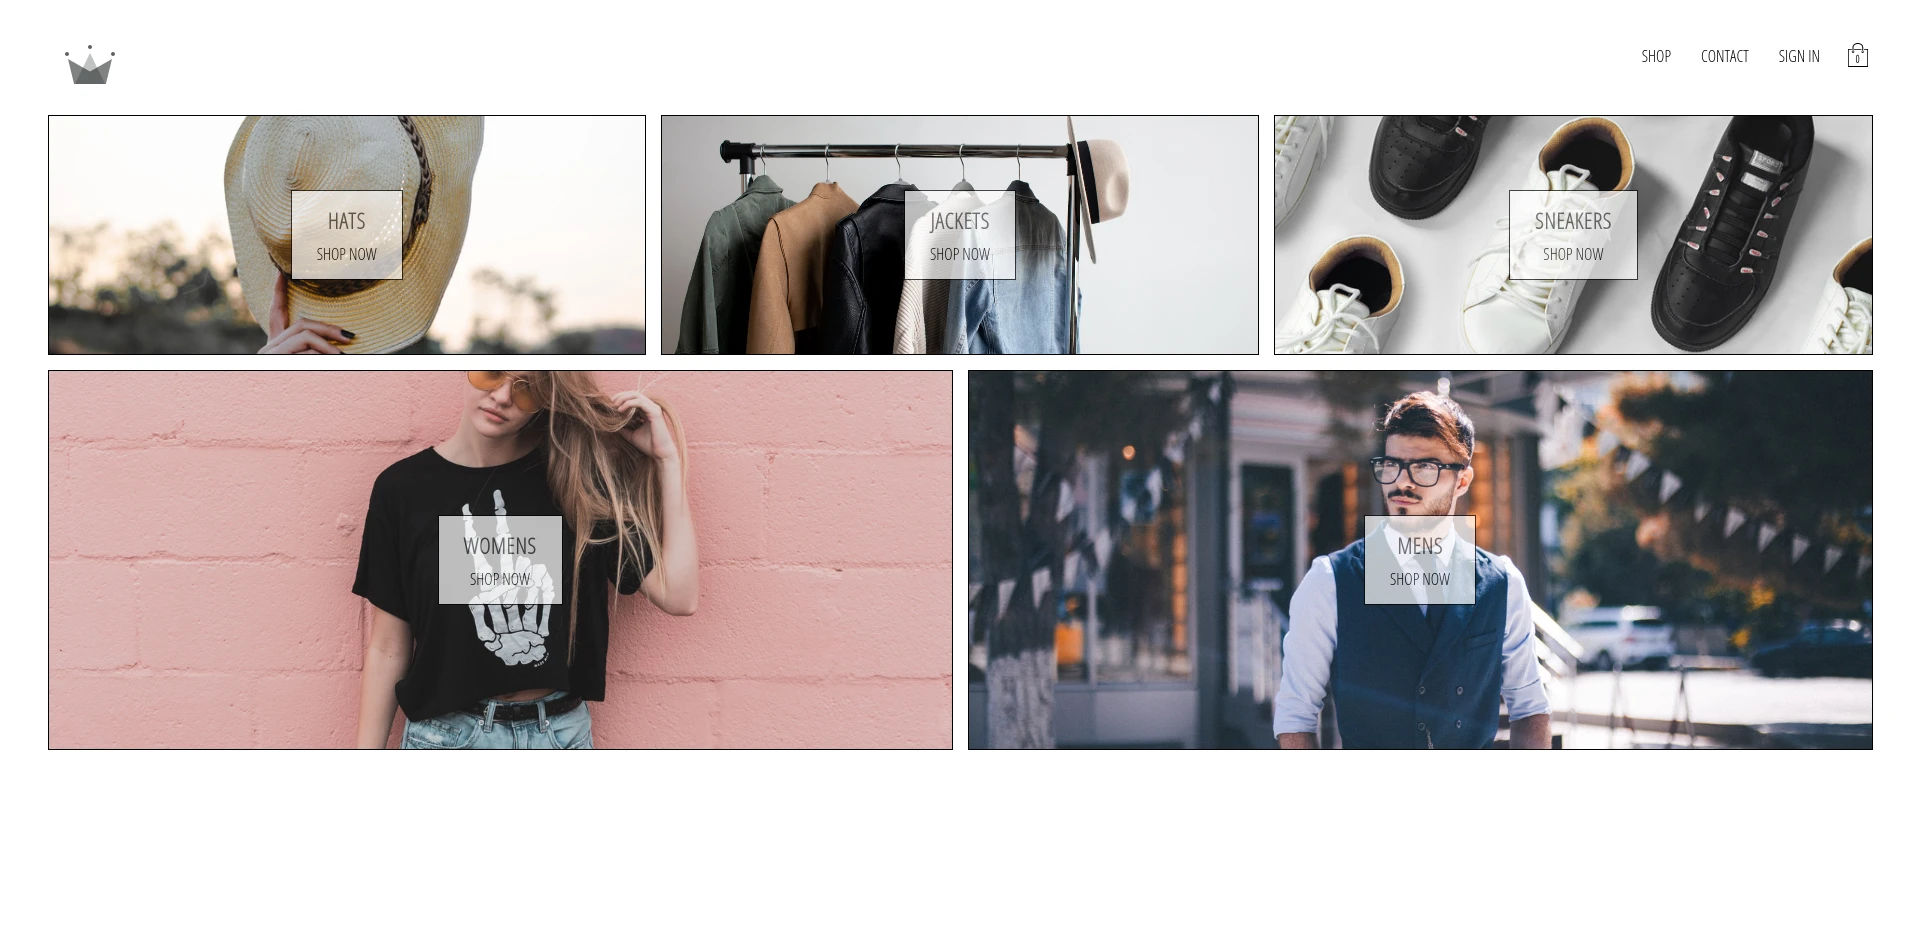 SHOP
CONTACT
SIGN IN
0
HATS
SHOP NOW
JACKETS
SHOP NOW
SNEAKERS
SHOP NOW
SPORT
WOMENS
SHOP NOW
MENS
SHOP NOW